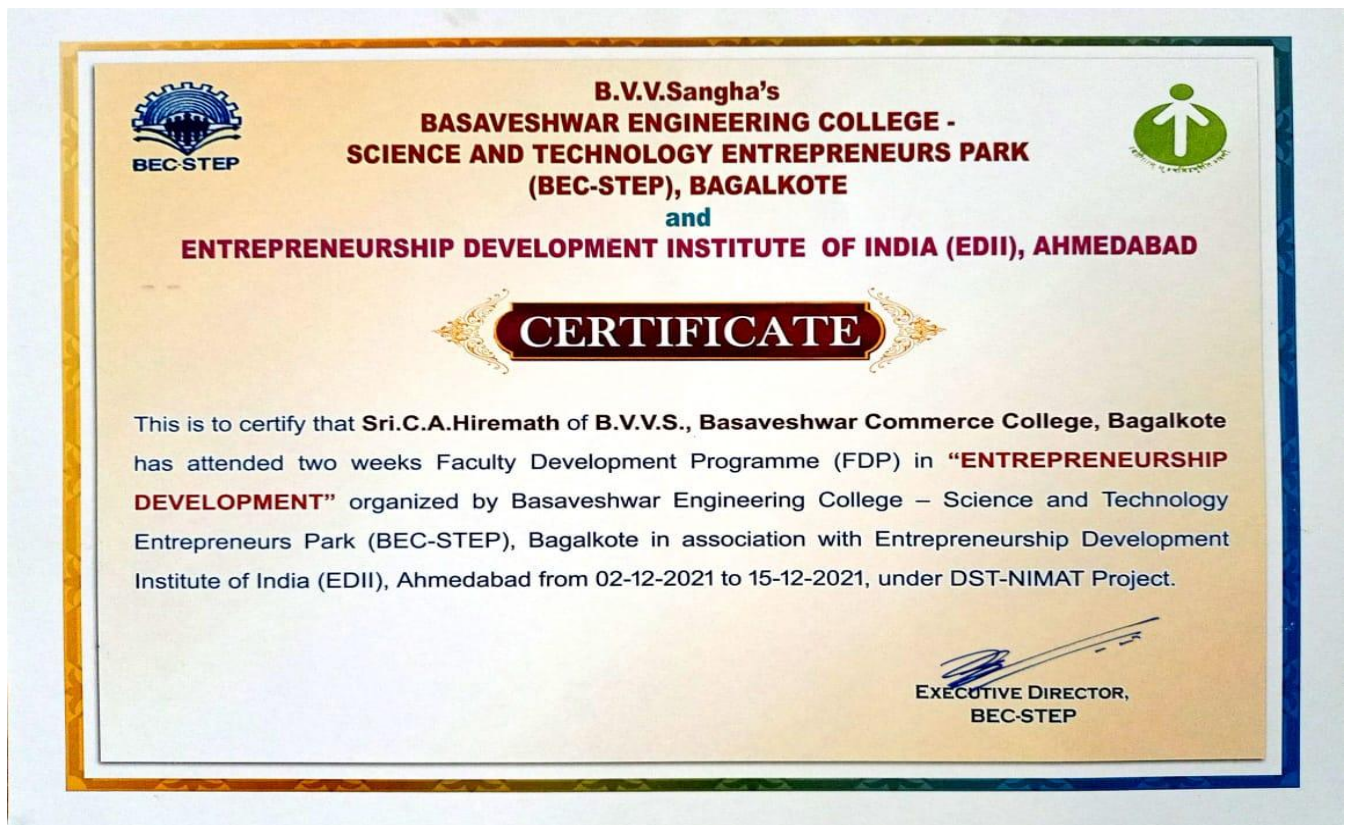 BEC-STEP
B.V.V.Sangha's
BASAVESHWAR ENGINEERING COLLEGE -
SCIENCE AND TECHNOLOGY ENTREPRENEURS PARK
(BEC-STEP), BAGALKOTE
and
ENTREPRENEURSHIP DEVELOPMENT INSTITUTE OF INDIA (EDII), AHMEDABAD
CERTIFICATE
This is to certify that Sri.C.A.Hiremath of B.V.V.S., Basaveshwar Commerce College, Bagalkote
has attended two weeks Faculty Development Programme (FDP) in “ENTREPRENEURSHIP
DEVELOPMENT” organized by Basaveshwar Engineering College – Science and Technology
Entrepreneurs Park (BEC-STEP), Bagalkote in association with Entrepreneurship Development
Institute of India (EDII), Ahmedabad from 02-12-2021 to 15-12-2021, under DST-NIMAT Project.
EXECUTIVE DIRECTOR,
BEC-STEP